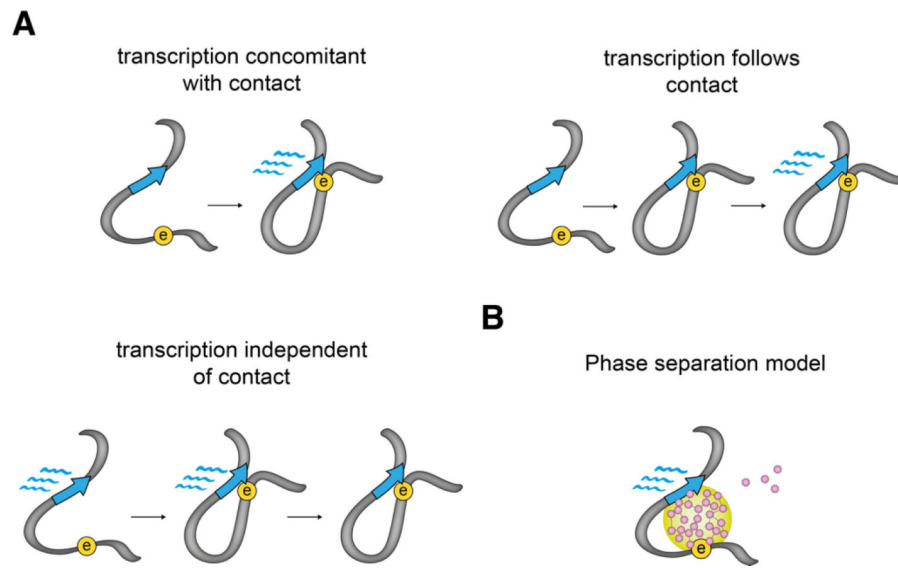 A
transcription concomitant
with contact
transcription follows
contact
e
e
e
e
e
transcription independent
of contact
B
Phase separation model
e
e
e
e